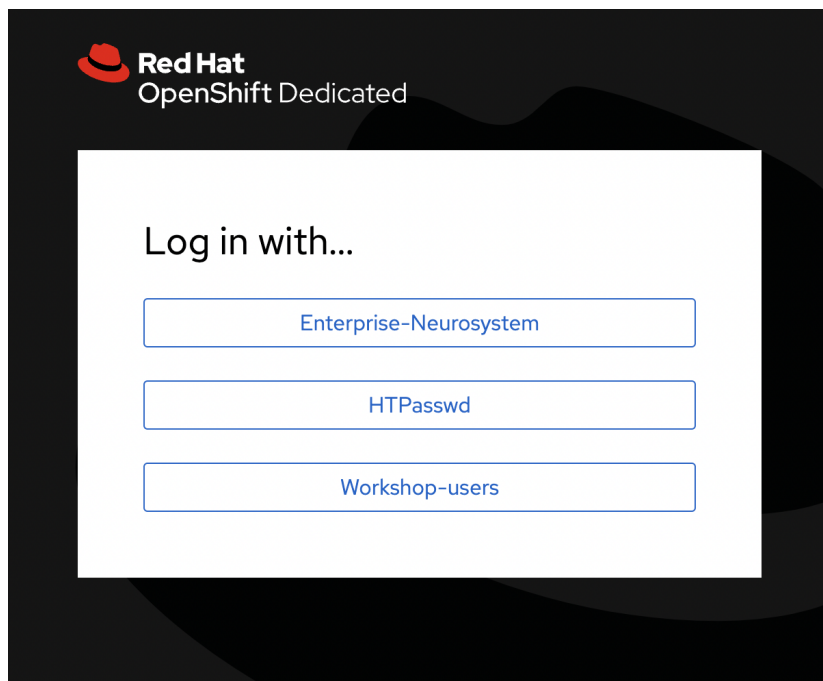 Red Hat
OpenShift Dedicated
Log in with...
Enterprise-Neurosystem
HTPasswd
Workshop-users